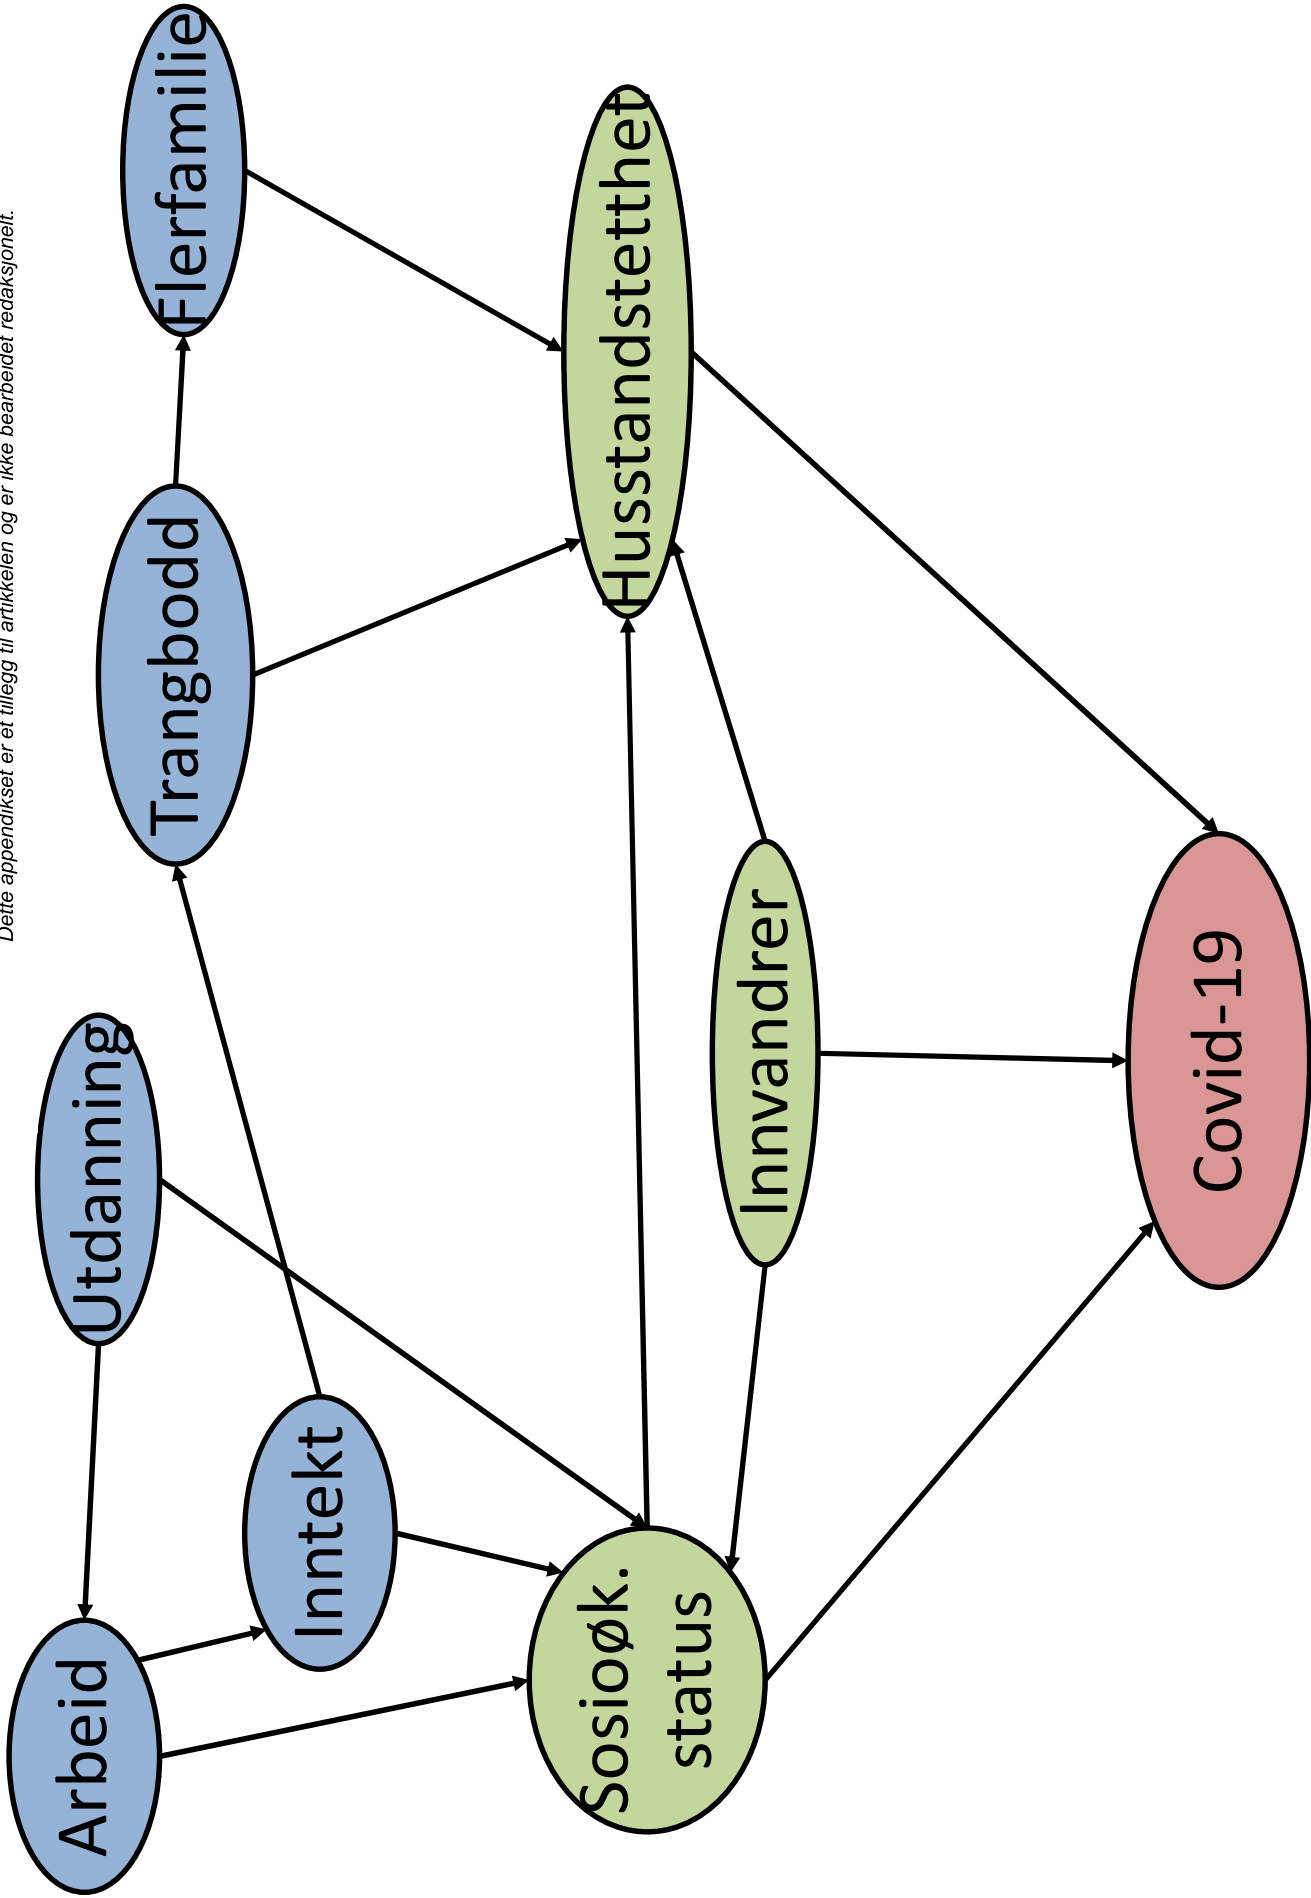 Dette appendikset er et tillegg til artikkelen og er ikke bearbeidet redaksjonelt.
Utdanning
Flerfamilie
Arbeid
Trangbodd
Inntekt
Husstandstetthet
Sosioøk.
status
Innvandrer
Covid-19